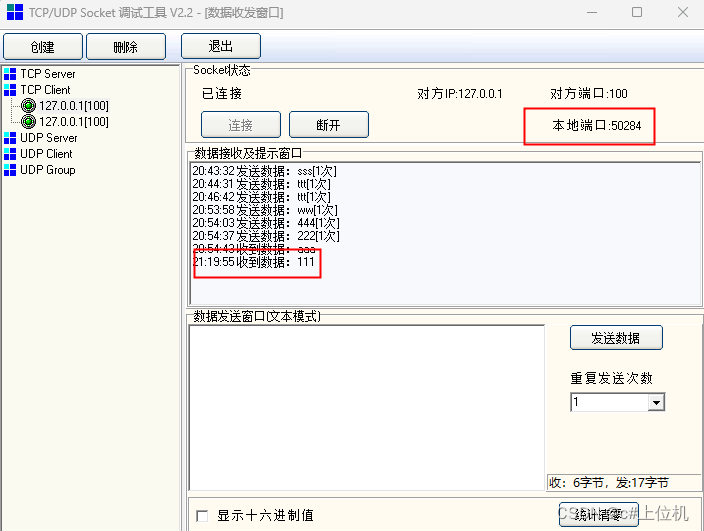 TCP/UDP Socket 调试工具 V2.2 - [数据收发窗口]
创建 删除 退出
TCP Server
TCP Client
127.0.0.1[100]
127.0.0.1[100]
UDP Server
UDP Client
UDP Group
Socket状态
已连接 对方IP:127.0.0.1 对方端口:100
连接 断开 本地端口:50284
数据接收及提示窗口
20:43:32 发送数据：sss[1次]
20:44:31 发送数据：ttt[1次]
20:46:42 发送数据：ttt[1次]
20:53:58 发送数据：ww[1次]
20:54:03 发送数据：444[1次]
20:54:37 发送数据：222[1次]
20:54:43 收到数据：aaa
21:19:55 收到数据：111
数据发送窗口(文本模式)
发送数据
重复发送次数
1
收：6字节，发:17字节
显示十六进制值 统计清零
CSDN @c#上位机